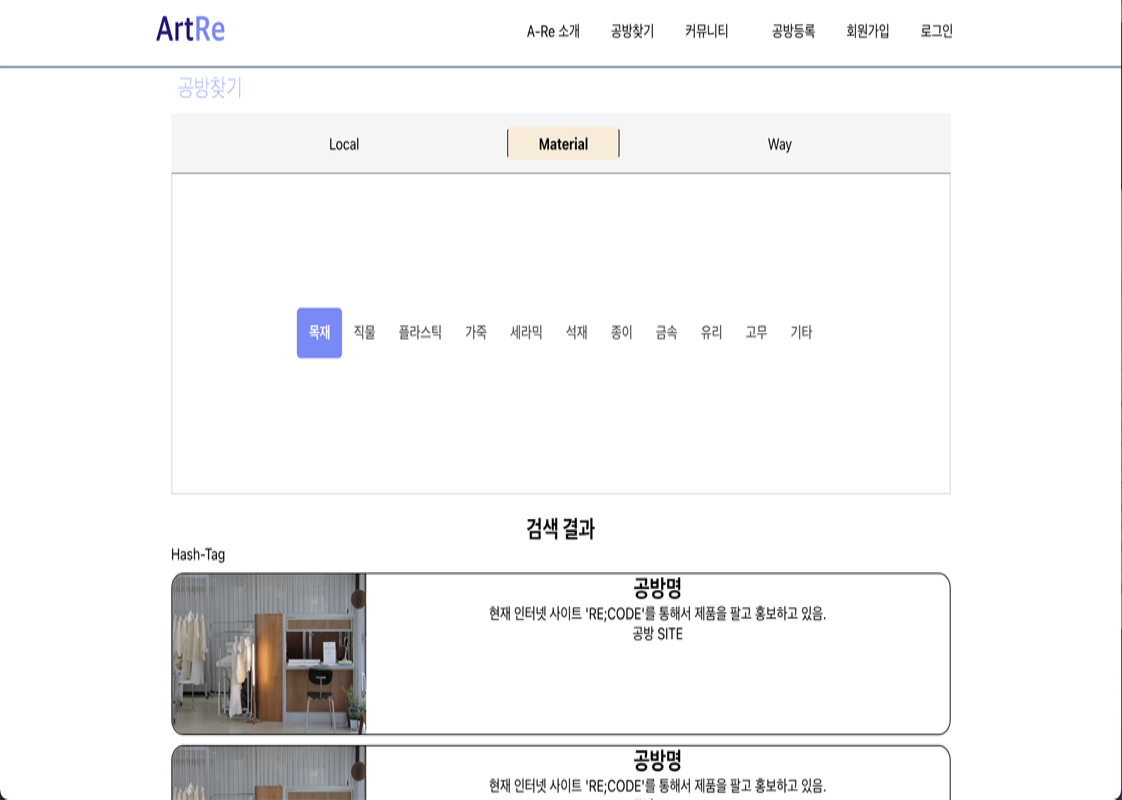 ArtRe
A-Re 소개 공방찾기 커뮤니티 공방등록 회원가입 로그인
공방찾기
Local Material Way
목재 직물 플라스틱 가죽 세라믹 석재 종이 금속 유리 고무 기타
검색 결과
Hash-Tag
공방명
현재 인터넷 사이트 'RE;CODE'를 통해서 제품을 팔고 홍보하고 있음.
공방 SITE
공방명
현재 인터넷 사이트 'RE;CODE'를 통해서 제품을 팔고 홍보하고 있음.